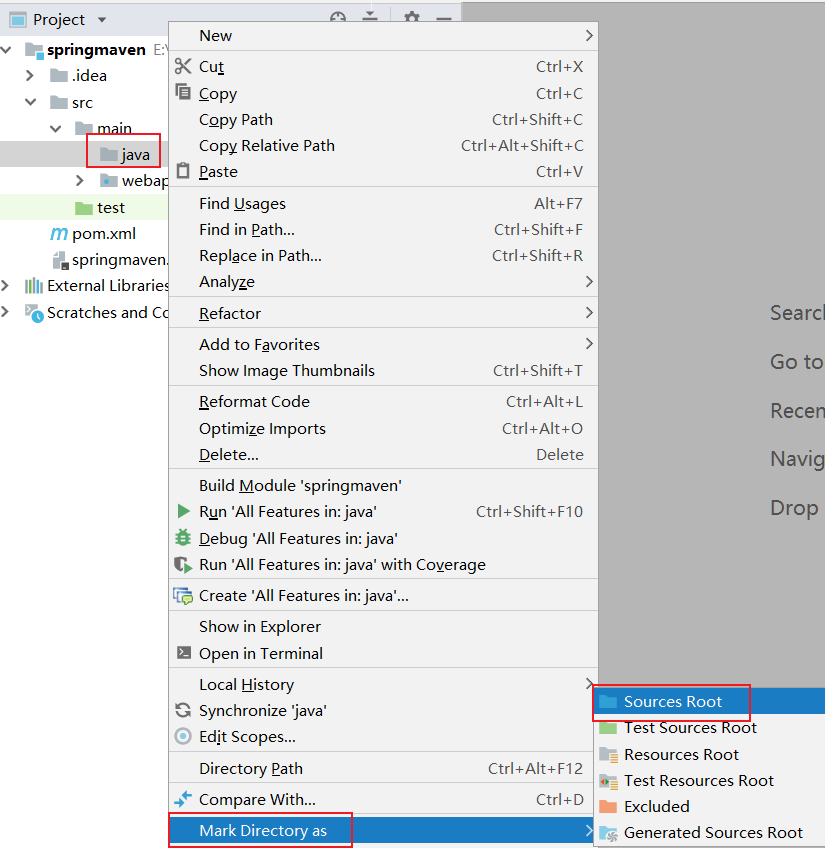 Project
springmaven E:\
.idea
src
main
java
webap
test
pom.xml
springmaven.
External Libraries
Scratches and Co
New
Cut Ctrl+X
Copy Ctrl+C
Copy Path Ctrl+Shift+C
Copy Relative Path Ctrl+Alt+Shift+C
Paste Ctrl+V
Find Usages Alt+F7
Find in Path... Ctrl+Shift+F
Replace in Path... Ctrl+Shift+R
Analyze
Refactor
Add to Favorites
Show Image Thumbnails Ctrl+Shift+T
Reformat Code Ctrl+Alt+L
Optimize Imports Ctrl+Alt+O
Delete... Delete
Build Module 'springmaven'
Run 'All Features in: java' Ctrl+Shift+F10
Debug 'All Features in: java'
Run 'All Features in: java' with Coverage
Create 'All Features in: java'...
Show in Explorer
Open in Terminal
Local History
Synchronize 'java'
Edit Scopes...
Directory Path Ctrl+Alt+F12
Compare With... Ctrl+D
Mark Directory as
Sources Root
Test Sources Root
Resources Root
Test Resources Root
Excluded
Generated Sources Root
Search
Go to
Recen
Navig
Drop